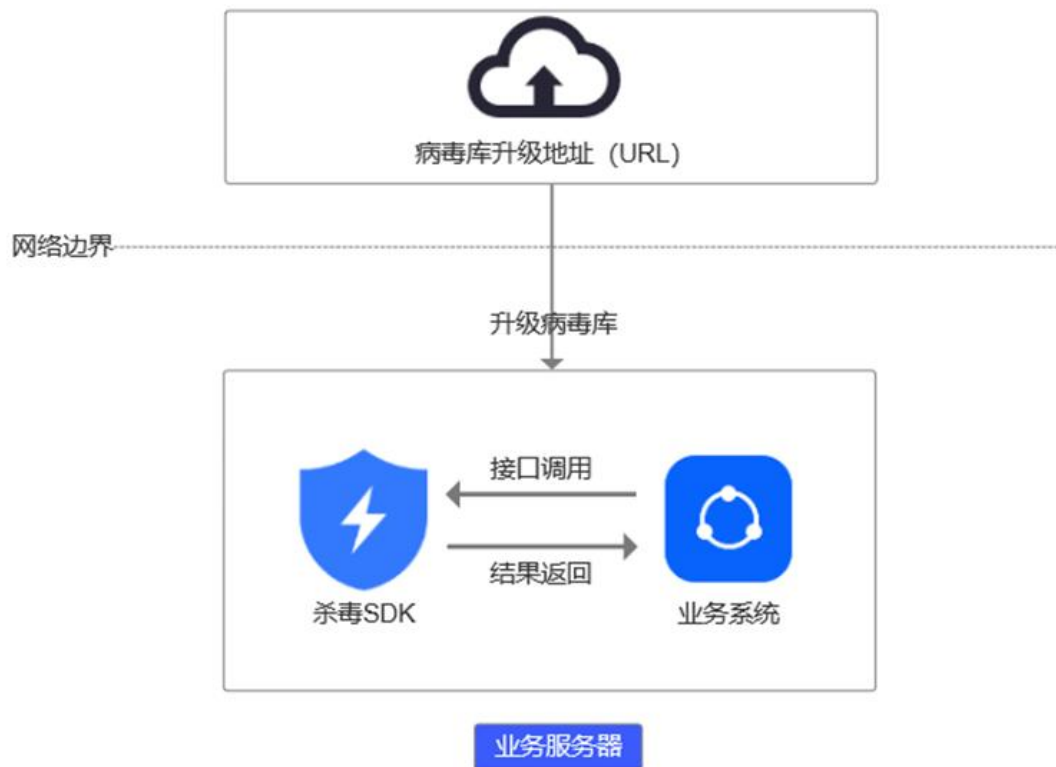 病毒库升级地址（URL）
网络边界
升级病毒库
接口调用
结果返回
杀毒SDK
业务系统
业务服务器